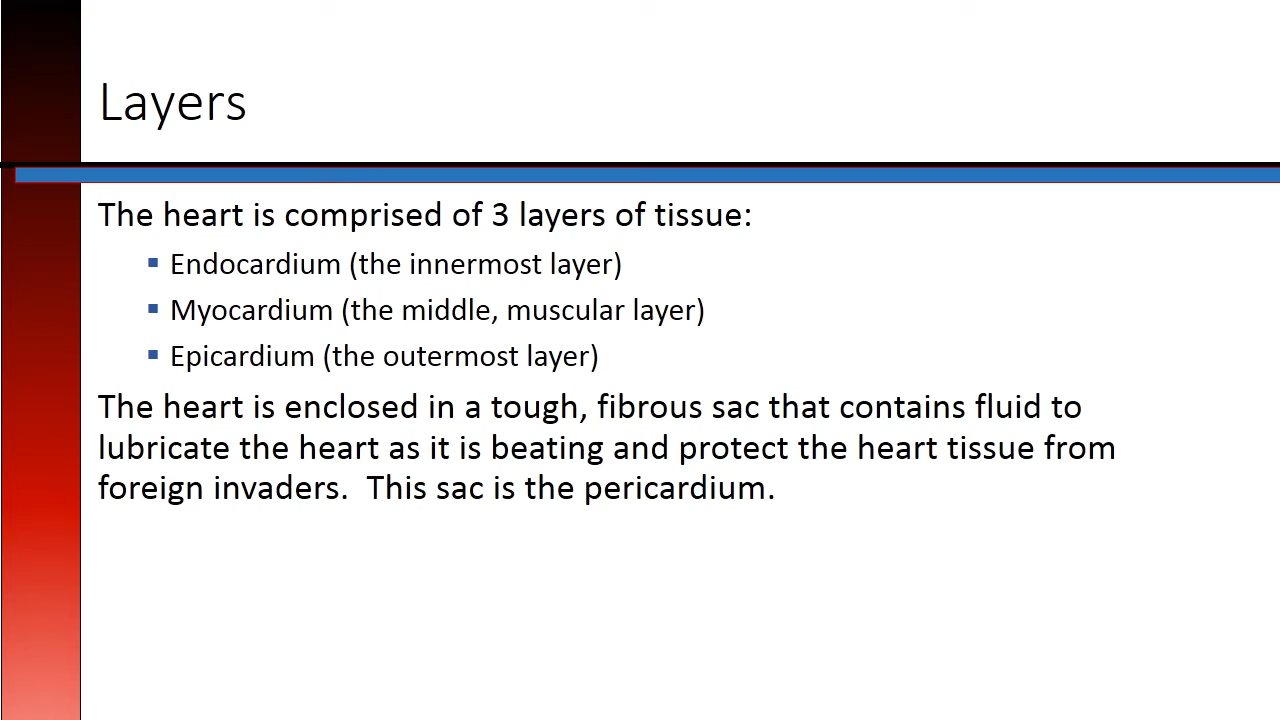 Layers
The heart is comprised of 3 layers of tissue:
Endocardium (the innermost layer)
Myocardium (the middle, muscular layer)
Epicardium (the outermost layer)
The heart is enclosed in a tough, fibrous sac that contains fluid to
lubricate the heart as it is beating and protect the heart tissue from
foreign invaders.  This sac is the pericardium.